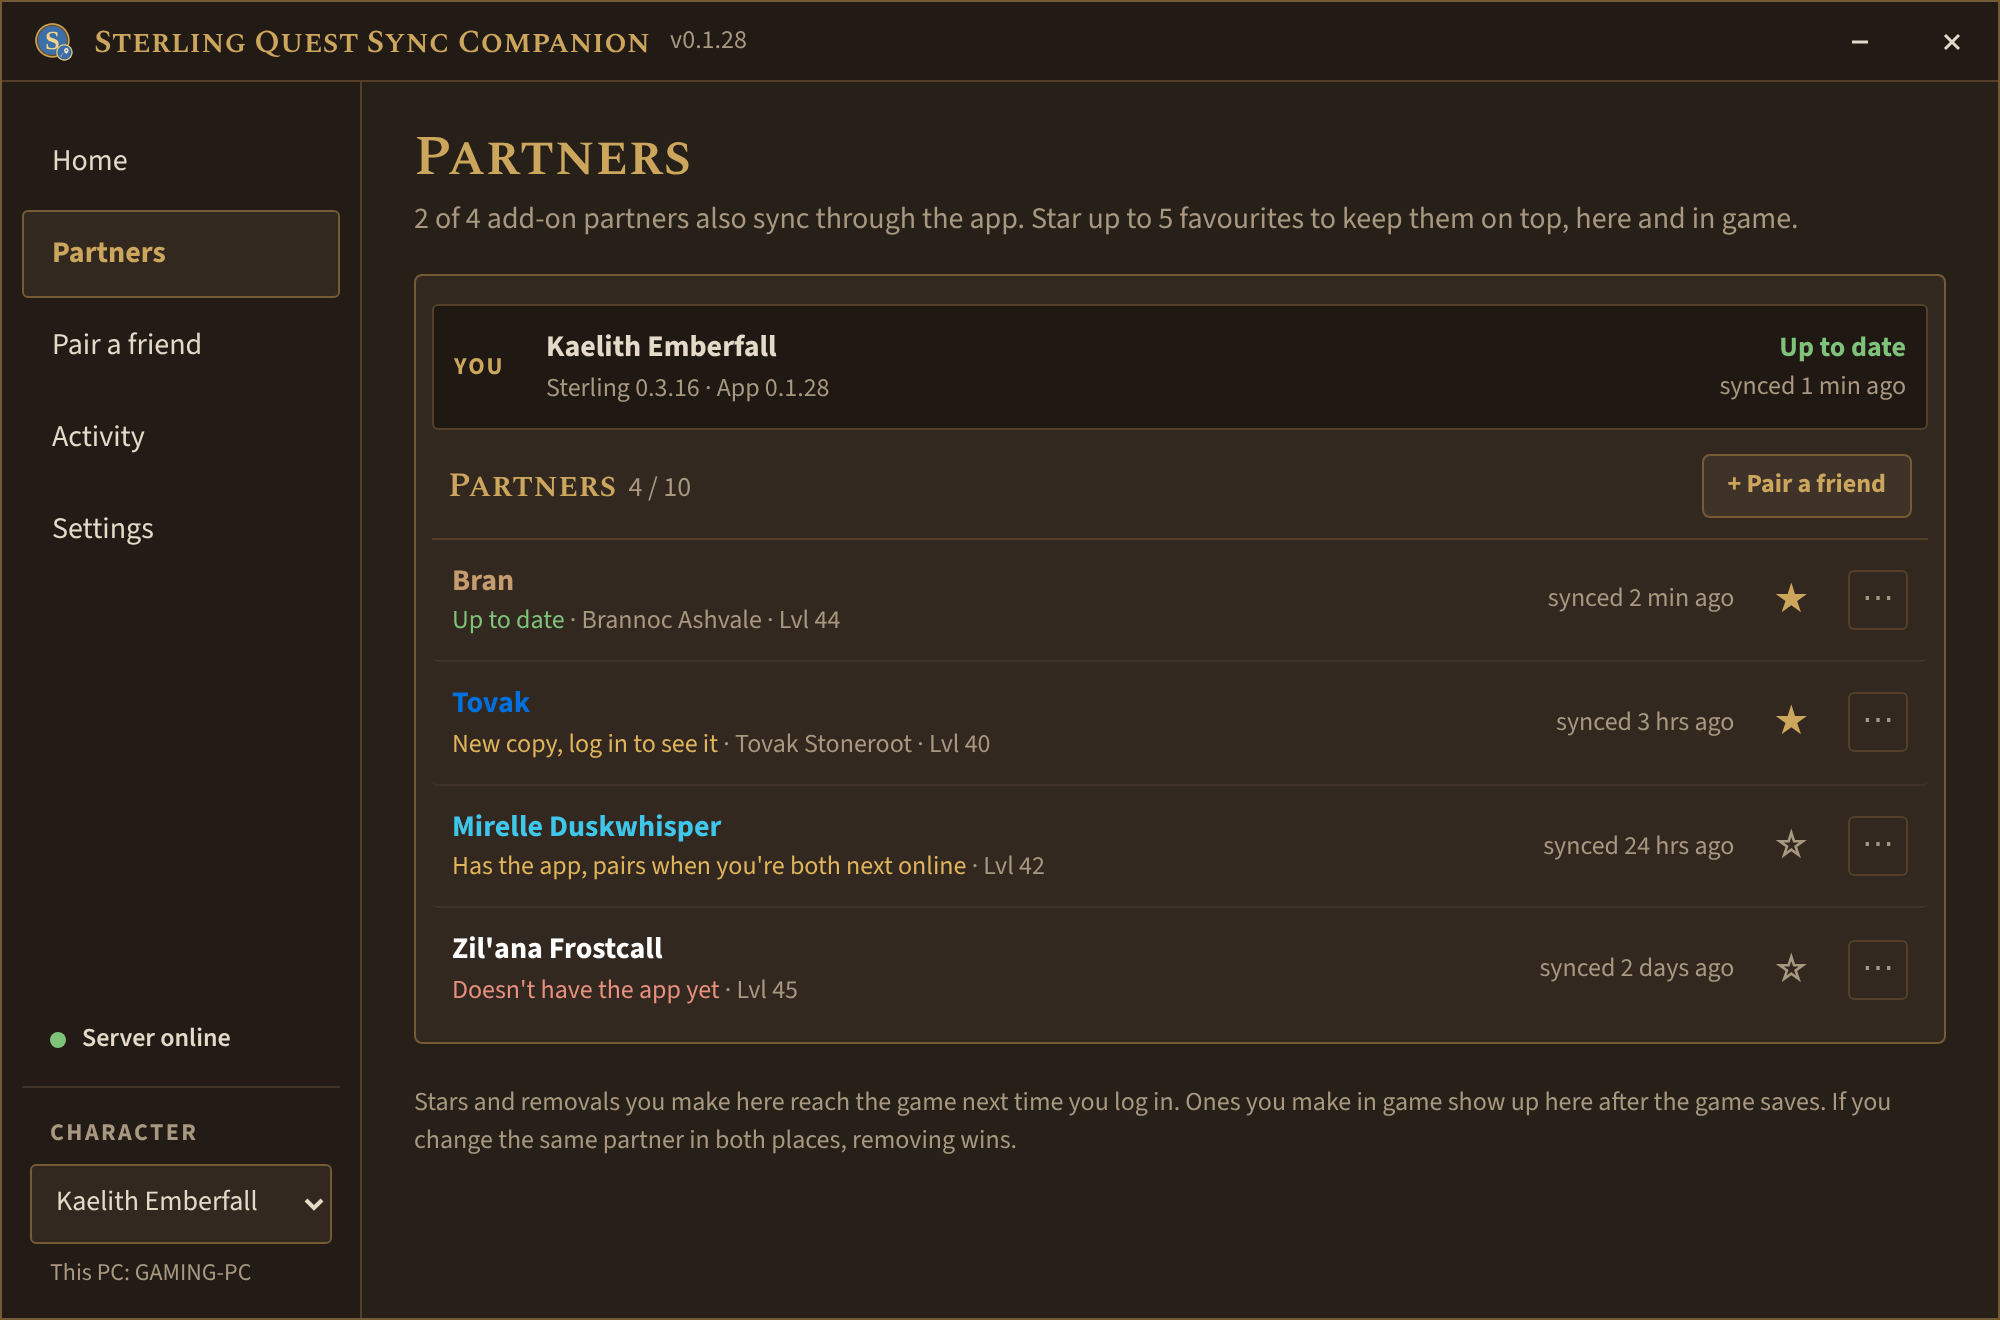 S
Sterling Quest Sync Companion v0.1.28
Home
Partners
Pair a friend
Activity
Settings
Server online
CHARACTER
Kaelith Emberfall
This PC: GAMING-PC
Partners
2 of 4 add-on partners also sync through the app. Star up to 5 favourites to keep them on top, here and in game.
YOU
Kaelith Emberfall
Sterling 0.3.16 · App 0.1.28
Up to date
synced 1 min ago
Partners 4 / 10
+ Pair a friend
Bran
Up to date · Brannoc Ashvale · Lvl 44
synced 2 min ago
Tovak
New copy, log in to see it · Tovak Stoneroot · Lvl 40
synced 3 hrs ago
Mirelle Duskwhisper
Has the app, pairs when you're both next online · Lvl 42
synced 24 hrs ago
Zil'ana Frostcall
Doesn't have the app yet · Lvl 45
synced 2 days ago
Stars and removals you make here reach the game next time you log in. Ones you make in game show up here after the game saves. If you
change the same partner in both places, removing wins.